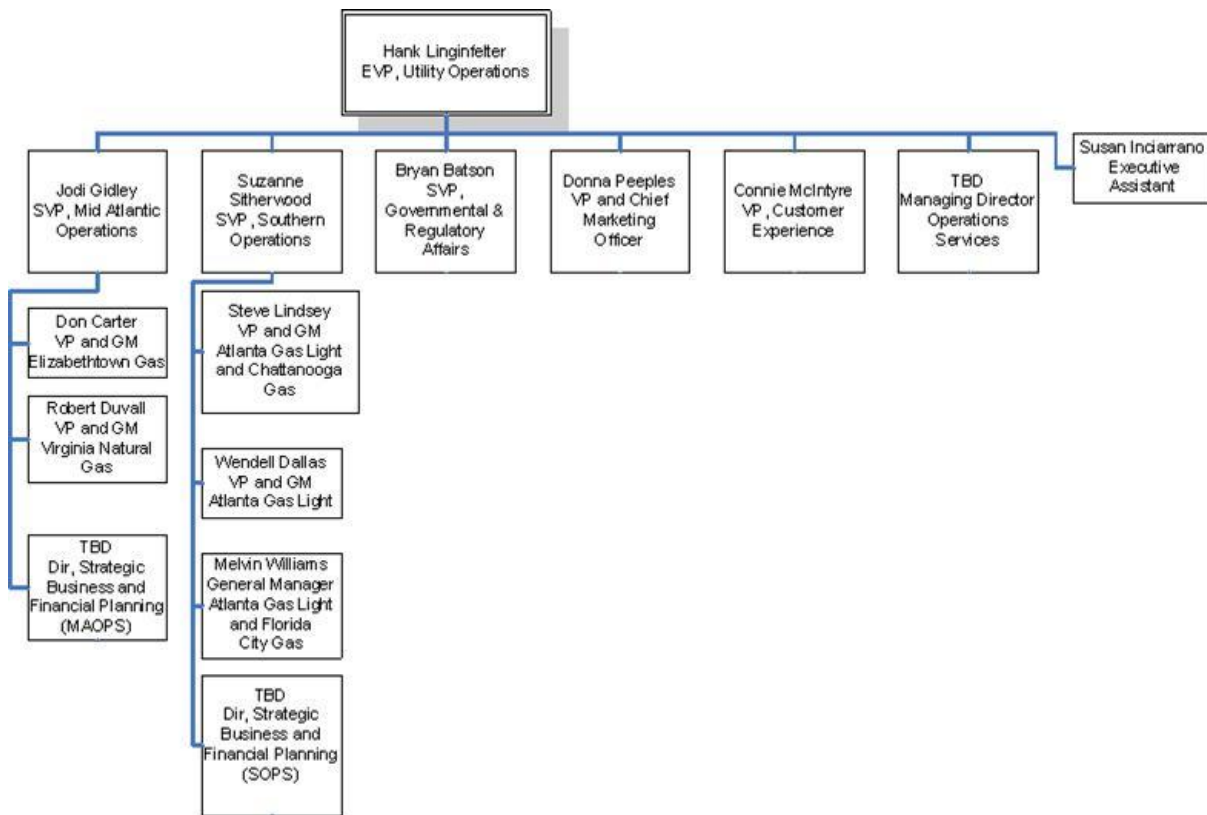 Hank Linginfelter
EVP, Utility Operations
Jodi Gidley
SVP, Mid Atlantic
Operations
Suzanne
Sitherwood
SVP, Southern
Operations
Bryan Batson
SVP,
Governmental &
Regulatory
Affairs
Donna Peeples
VP and Chief
Marketing
Officer
Connie McIntyre
VP, Customer
Experience
TBD
Managing Director
Operations
Services
Susan Inciarrano
Executive
Assistant
Don Carter
VP and GM
Elizabethtown Gas
Robert Duvall
VP and GM
Virginia Natural
Gas
TBD
Dir, Strategic
Business and
Financial Planning
(MAOPS)
Steve Lindsey
VP and GM
Atlanta Gas Light
and Chattanooga
Gas
Wendell Dallas
VP and GM
Atlanta Gas Light
Melvin Williams
General Manager
Atlanta Gas Light
and Florida
City Gas
TBD
Dir, Strategic
Business and
Financial Planning
(SOPS)